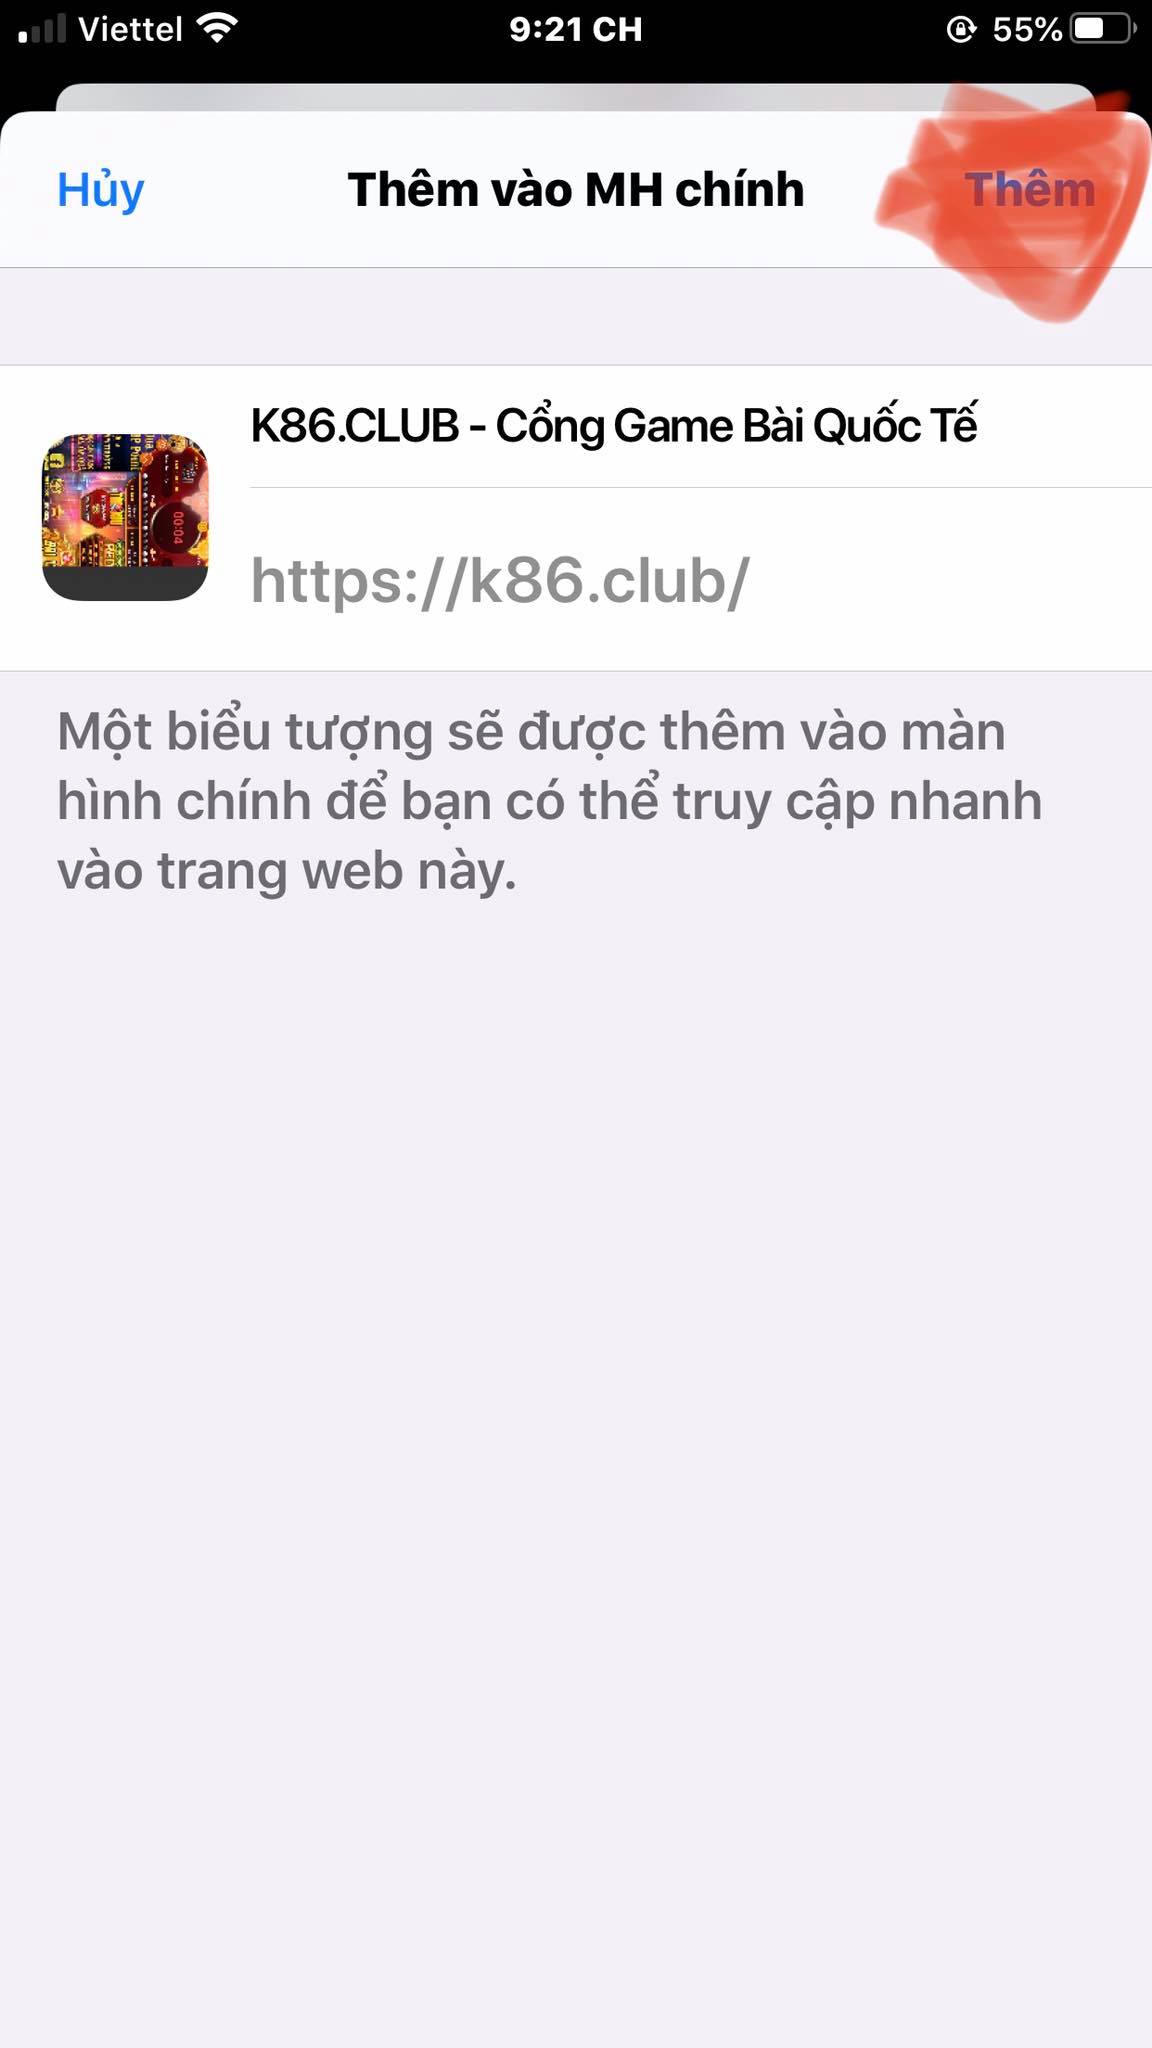 Viettel 9:21 CH 55%
Hủy Thêm vào MH chính Thêm
K86.CLUB - Cổng Game Bài Quốc Tế
00:04
https://k86.club/
Một biểu tượng sẽ được thêm vào màn
hình chính để bạn có thể truy cập nhanh
vào trang web này.